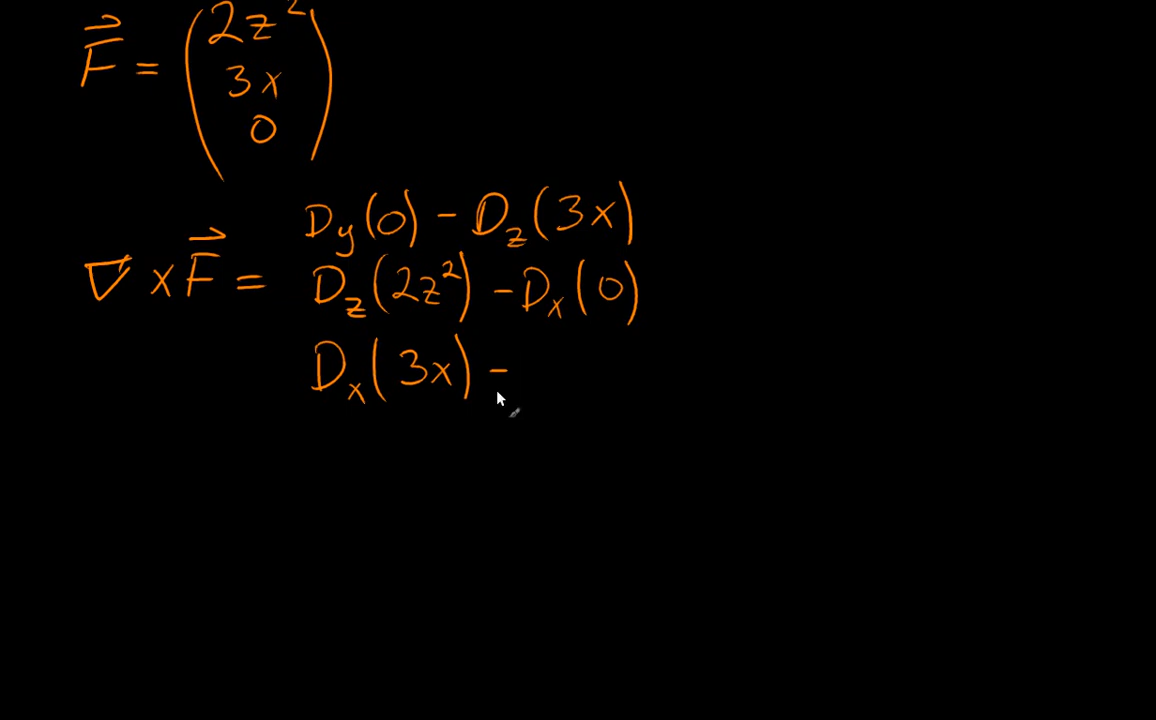 F⃗ = (2z²
3x
0)
D_y(0) - D_z(3x)
∇ x F⃗ = D_z(2z²) - D_x(0)
D_x(3x) -